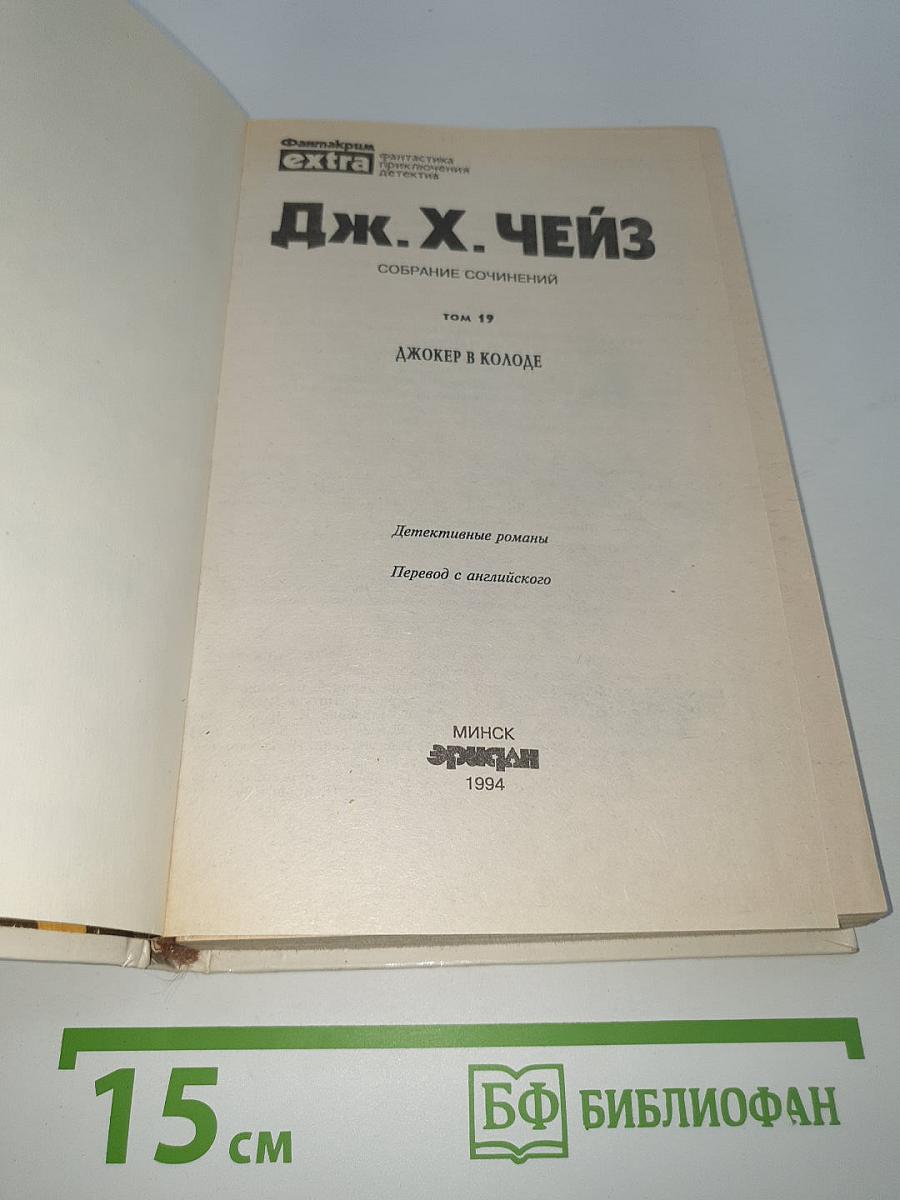 Фантакрим
extra
фантастика
приключения
детектив
Дж. Х. ЧЕЙЗ
СОБРАНИЕ СОЧИНЕНИЙ
ТОМ 19
ДЖОКЕР В КОЛОДЕ
Детективные романы
Перевод с английского
МИНСК
ЭРИДАН
1994
15 см
БФ БИБЛИОФАН